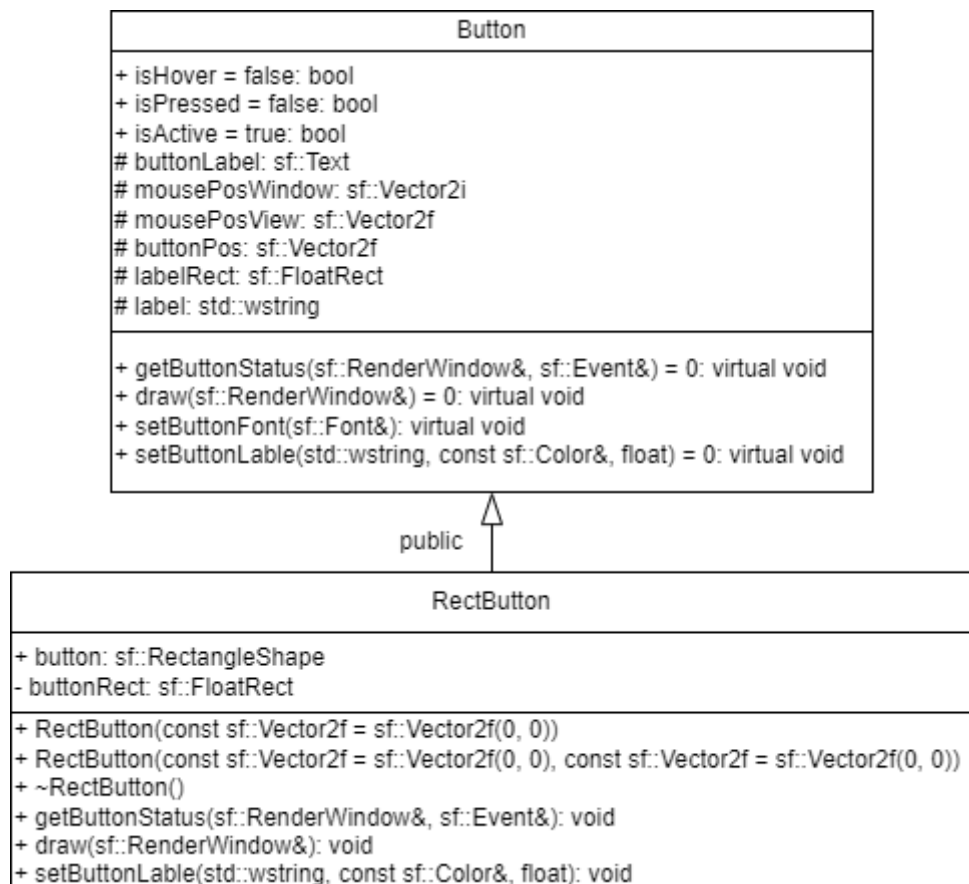 Button
+ isHover = false: bool
+ isPressed = false: bool
+ isActive = true: bool
# buttonLabel: sf::Text
# mousePosWindow: sf::Vector2i
# mousePosView: sf::Vector2f
# buttonPos: sf::Vector2f
# labelRect: sf::FloatRect
# label: std::wstring
+ getButtonStatus(sf::RenderWindow&, sf::Event&) = 0: virtual void
+ draw(sf::RenderWindow&) = 0: virtual void
+ setButtonFont(sf::Font&): virtual void
+ setButtonLable(std::wstring, const sf::Color&, float) = 0: virtual void
public
RectButton
+ button: sf::RectangleShape
- buttonRect: sf::FloatRect
+ RectButton(const sf::Vector2f = sf::Vector2f(0, 0))
+ RectButton(const sf::Vector2f = sf::Vector2f(0, 0), const sf::Vector2f = sf::Vector2f(0, 0))
+ ~RectButton()
+ getButtonStatus(sf::RenderWindow&, sf::Event&): void
+ draw(sf::RenderWindow&): void
+ setButtonLable(std::wstring, const sf::Color&, float): void